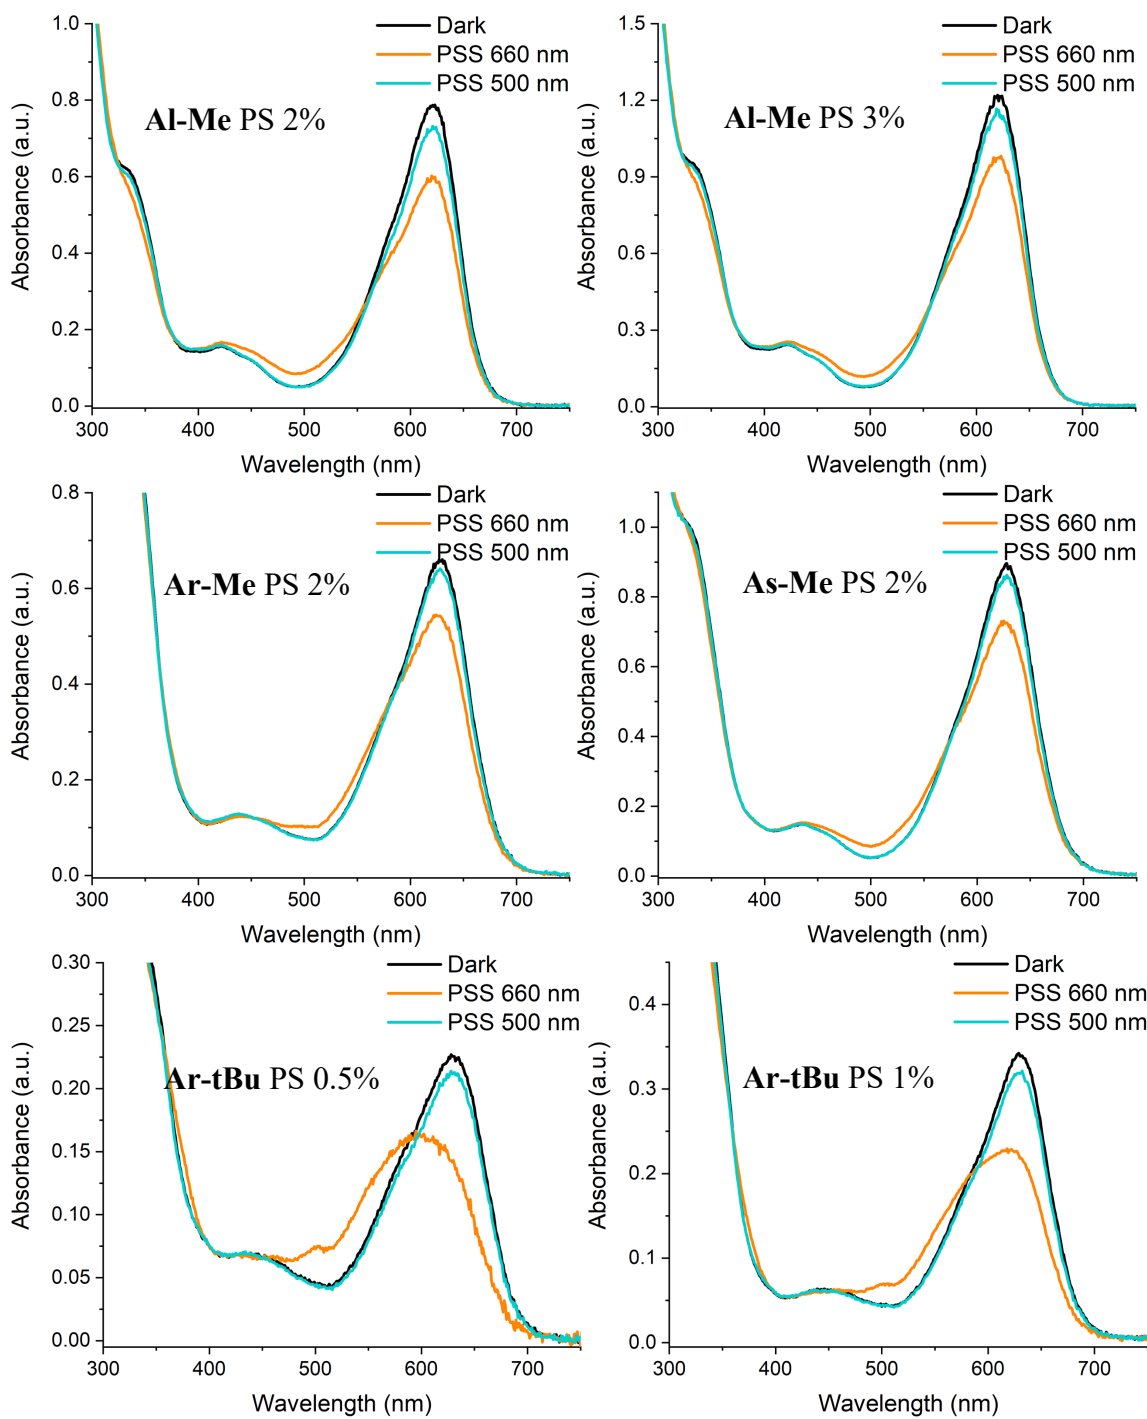 Dark
PSS 660 nm
PSS 500 nm
Al-Me PS 2%
Absorbance (a.u.)
1.0
0.8
0.6
0.4
0.2
0.0
300 400 500 600 700
Wavelength (nm)
Dark
PSS 660 nm
PSS 500 nm
Al-Me PS 3%
Absorbance (a.u.)
1.5
1.2
0.9
0.6
0.3
0.0
300 400 500 600 700
Wavelength (nm)
Dark
PSS 660 nm
PSS 500 nm
Ar-Me PS 2%
Absorbance (a.u.)
0.8
0.6
0.4
0.2
0.0
300 400 500 600 700
Wavelength (nm)
Dark
PSS 660 nm
PSS 500 nm
As-Me PS 2%
Absorbance (a.u.)
1.0
0.8
0.6
0.4
0.2
0.0
300 400 500 600 700
Wavelength (nm)
Dark
PSS 660 nm
PSS 500 nm
Ar-tBu PS 0.5%
Absorbance (a.u.)
0.30
0.25
0.20
0.15
0.10
0.05
0.00
300 400 500 600 700
Wavelength (nm)
Dark
PSS 660 nm
PSS 500 nm
Ar-tBu PS 1%
Absorbance (a.u.)
0.4
0.3
0.2
0.1
0.0
300 400 500 600 700
Wavelength (nm)